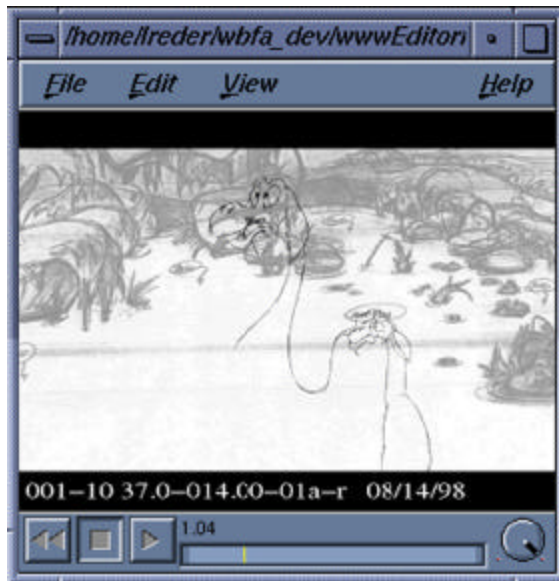 /home/lreder/wbfa_dev/wwwEditori
File Edit View Help
001-10 37.0-014.00-01a-r 08/14/98
1.04